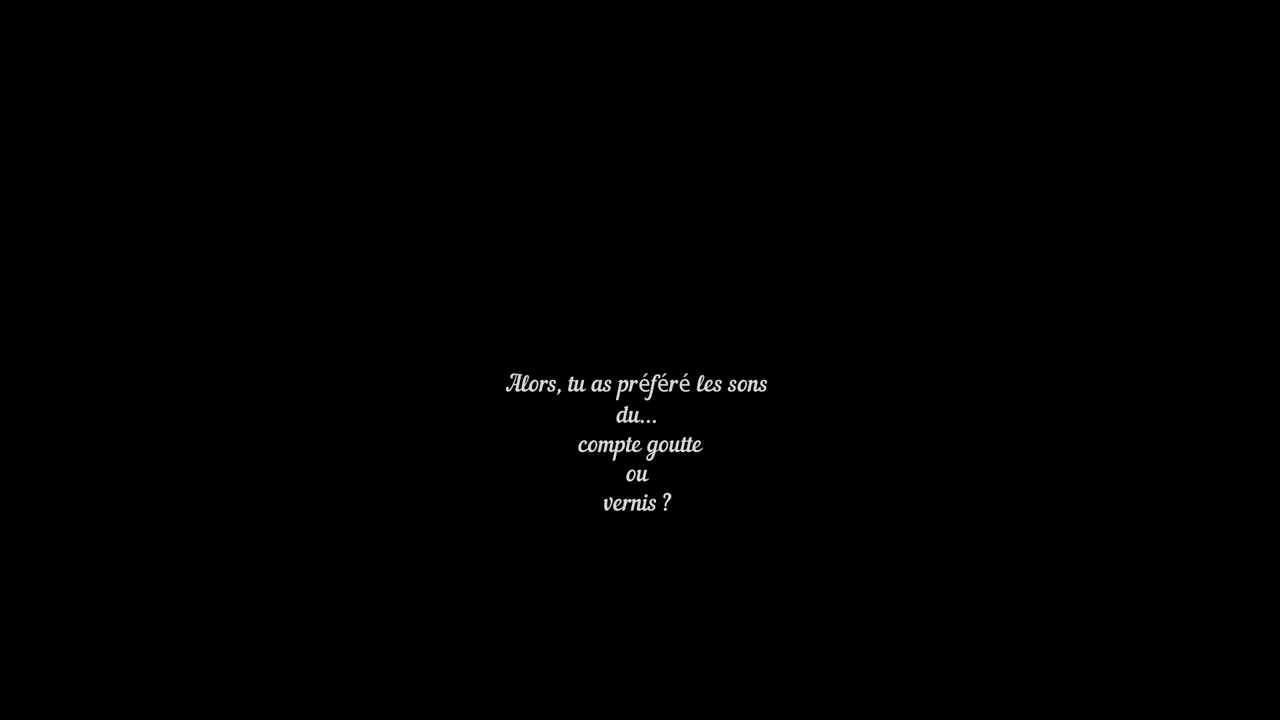 Alors, tu as préféré les sons
du...
compte goutte
ou
vernis ?